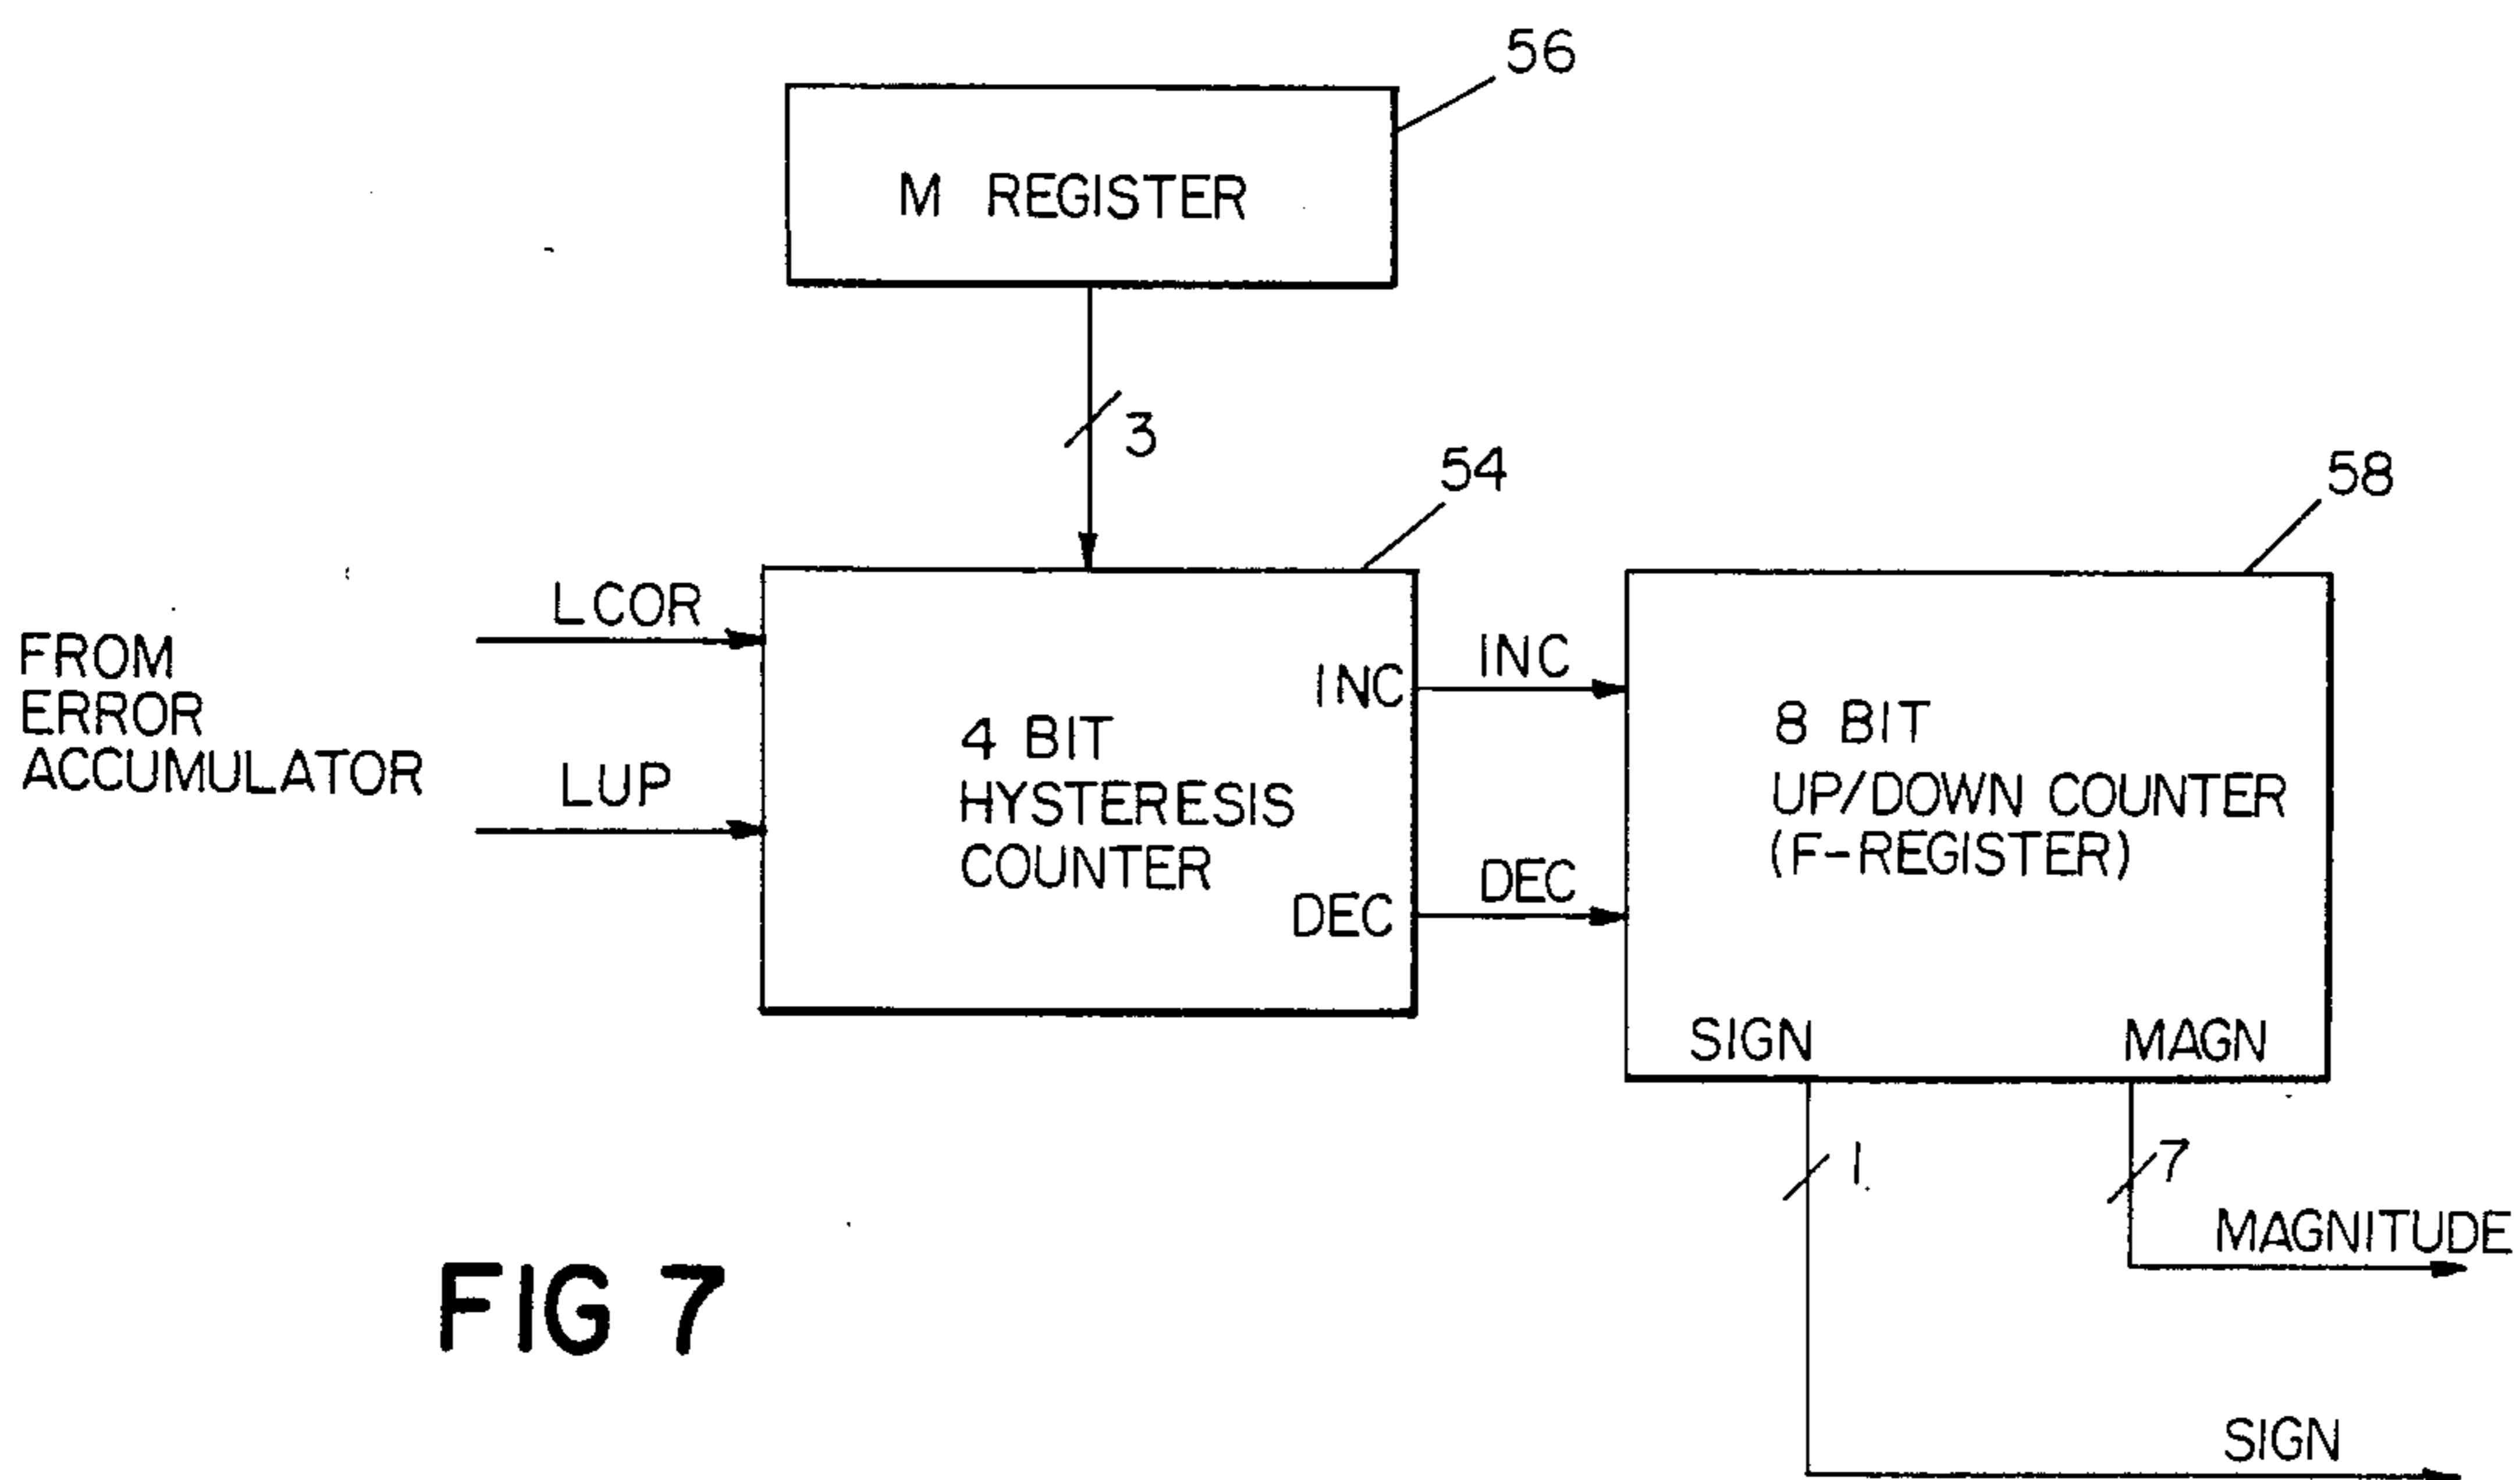 56
M REGISTER
3
54
58
LCOR
FROM
ERROR
ACCUMULATOR
LUP
INC
INC
4 BIT
HYSTERESIS
COUNTER
DEC
DEC
8 BIT
UP/DOWN COUNTER
(F-REGISTER)
SIGN
MAGN
1
7
MAGNITUDE
SIGN
FIG 7